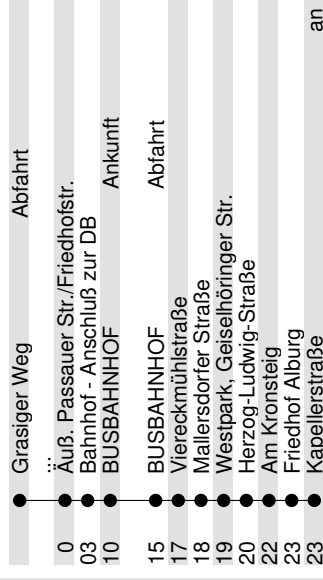 Grasiger Weg Abfahrt
...
0 Äuß. Passauer Str./Friedhofstr.
03 Bahnhof - Anschluß zur DB
10 BUSBAHNHOF Ankunft
15 BUSBAHNHOF Abfahrt
17 Viereckmühlstraße
18 Mallersdorfer Straße
19 Westpark, Geiselhöringer Str.
20 Herzog-Ludwig-Straße
22 Am Kronsteig
23 Friedhof Alburg
23 Kapellerstraße an